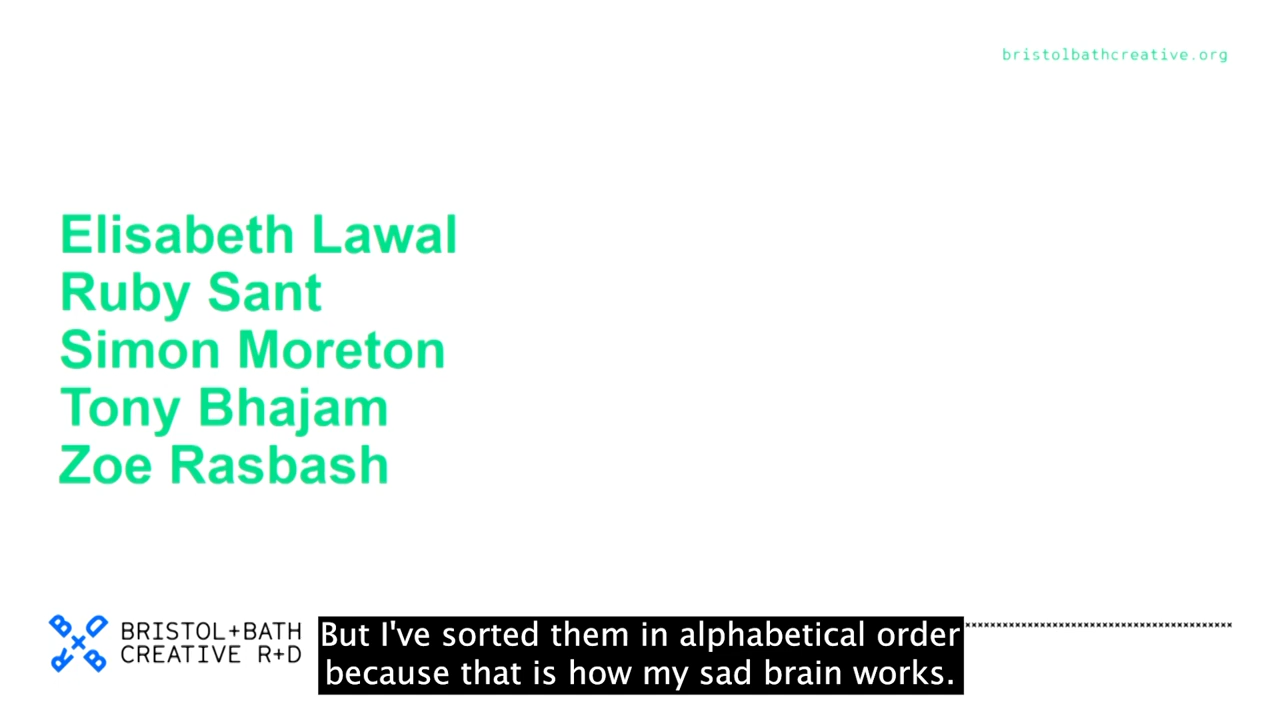 bristolbathcreative.org
Elisabeth Lawal
Ruby Sant
Simon Moreton
Tony Bhajam
Zoe Rasbash
B D R B
BRISTOL+BATH
CREATIVE R+D
But I've sorted them in alphabetical order
because that is how my sad brain works.